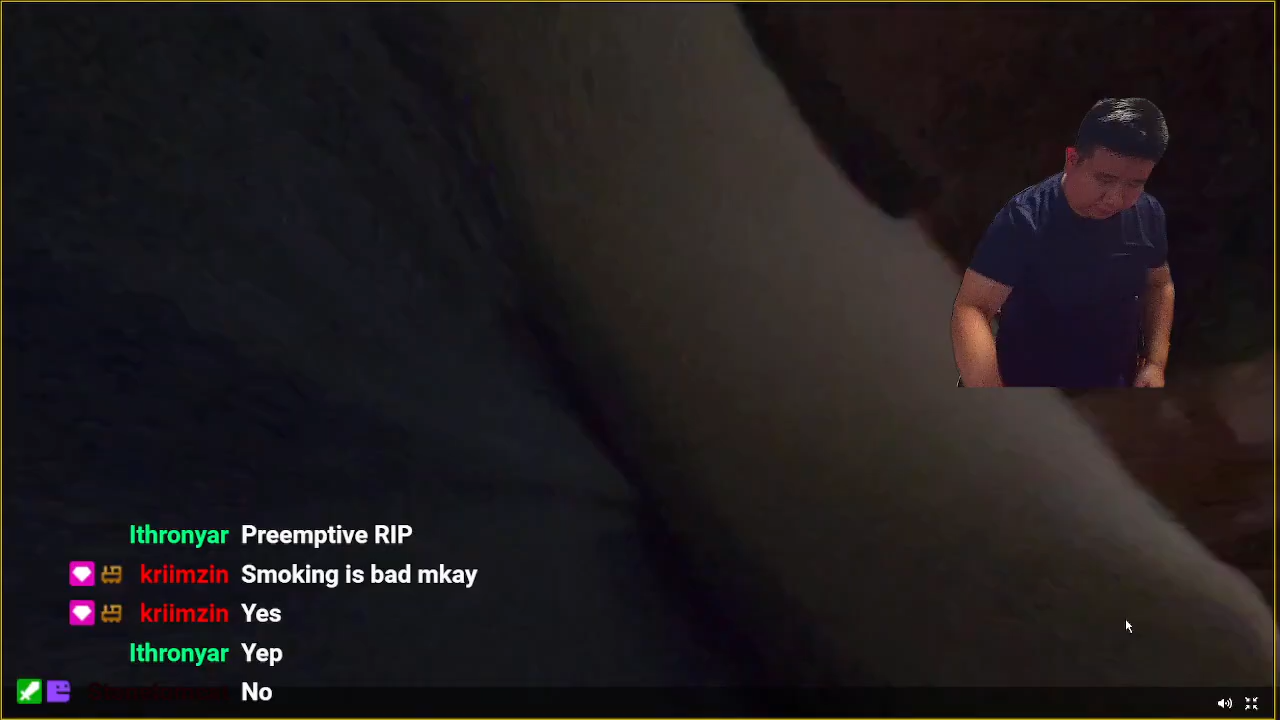 Ithronyar Preemptive RIP
kriimzin Smoking is bad mkay
kriimzin Yes
Ithronyar Yep
No